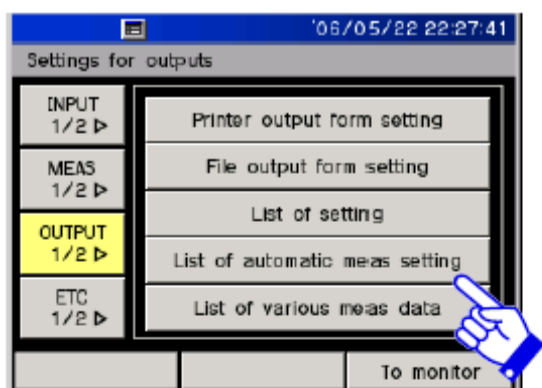 '06/05/22 22:27:41
Settings for outputs
INPUT
1/2
Printer output form setting
MEAS
1/2
File output form setting
List of setting
OUTPUT
1/2
List of automatic meas setting
ETC
1/2
List of various meas data
To monitor